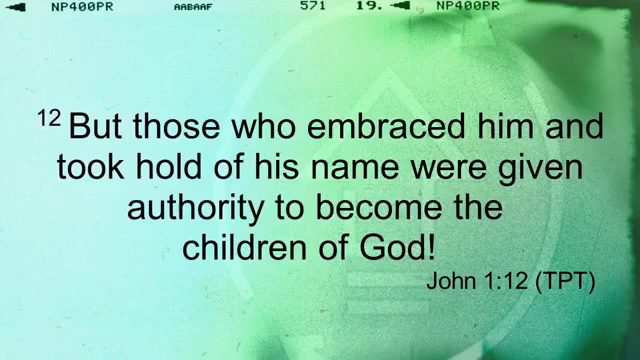 NP400PR AABAAF 571 19. NP400PR
12 But those who embraced him and
took hold of his name were given
authority to become the
children of God!
John 1:12 (TPT)